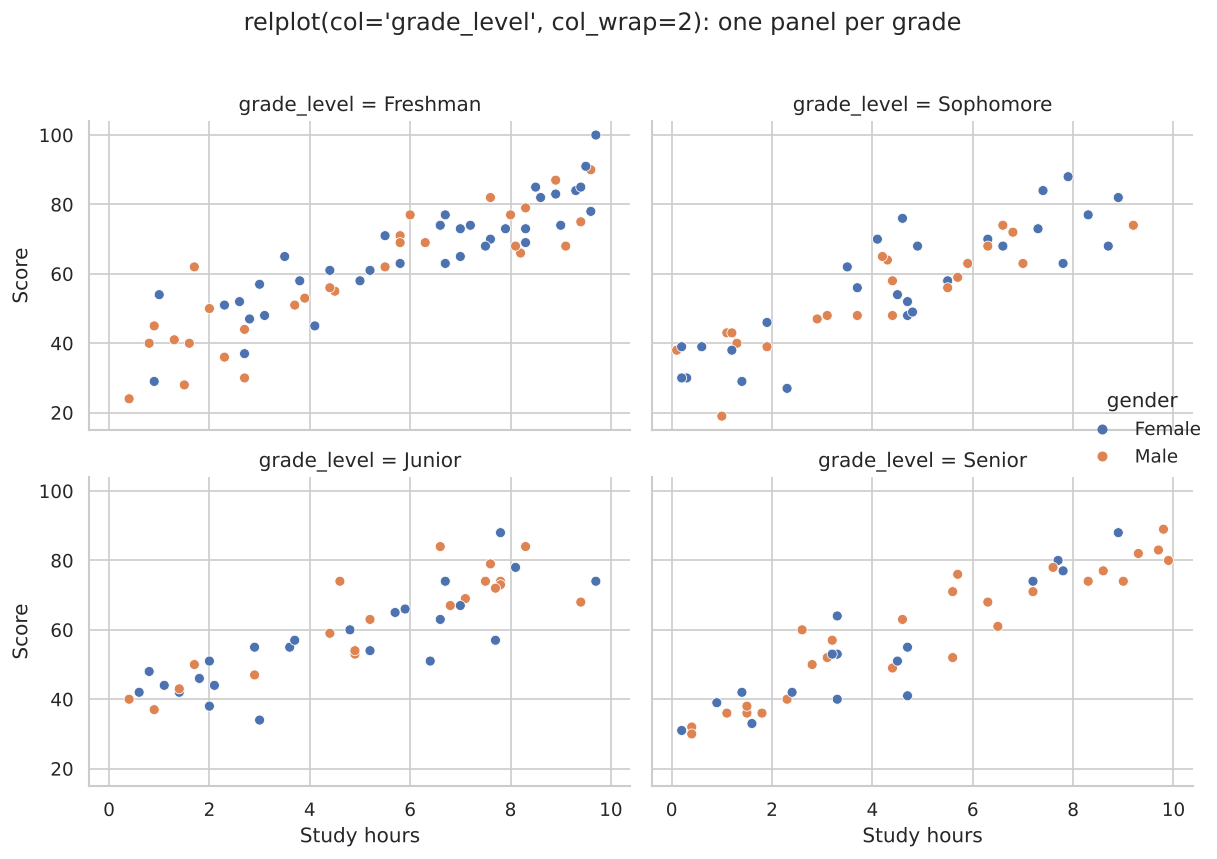 relplot(col='grade_level', col_wrap=2): one panel per grade
grade_level = Freshman
grade_level = Sophomore
100
80
60
40
20
Score
gender
Female
Male
grade_level = Junior
grade_level = Senior
100
80
60
40
20
Score
0 2 4 6 8 10
0 2 4 6 8 10
Study hours
Study hours